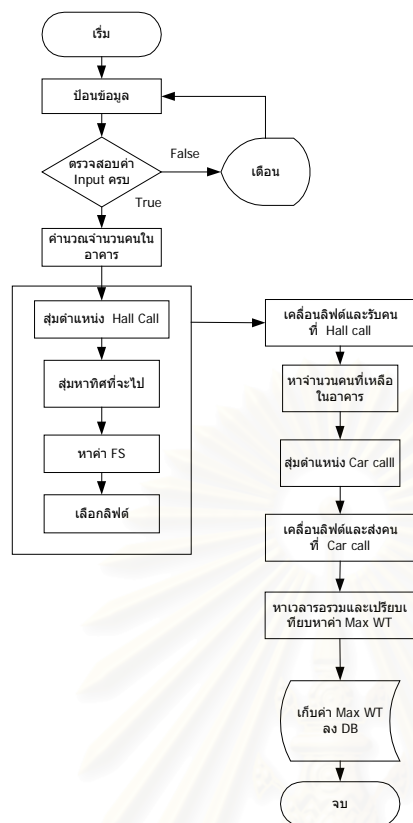 เริ่ม
ป้อนข้อมูล
ตรวจสอบค่า
Input ครบ
False
เตือน
True
คำนวณจำนวนคนใน
อาคาร
สุ่มตำแหน่ง Hall Call
สุ่มหาทิศที่จะไป
หาค่า FS
เลือกลิฟต์
เคลื่อนลิฟต์และรับคน
ที่ Hall call
หาจำนวนคนที่เหลือ
ในอาคาร
สุ่มตำแหน่ง Car calll
เคลื่อนลิฟต์และส่งคน
ที่ Car call
หาเวลารอรวมและเปรียบเ
ทียบหาค่า Max WT
เก็บค่า Max WT
ลง DB
จบ